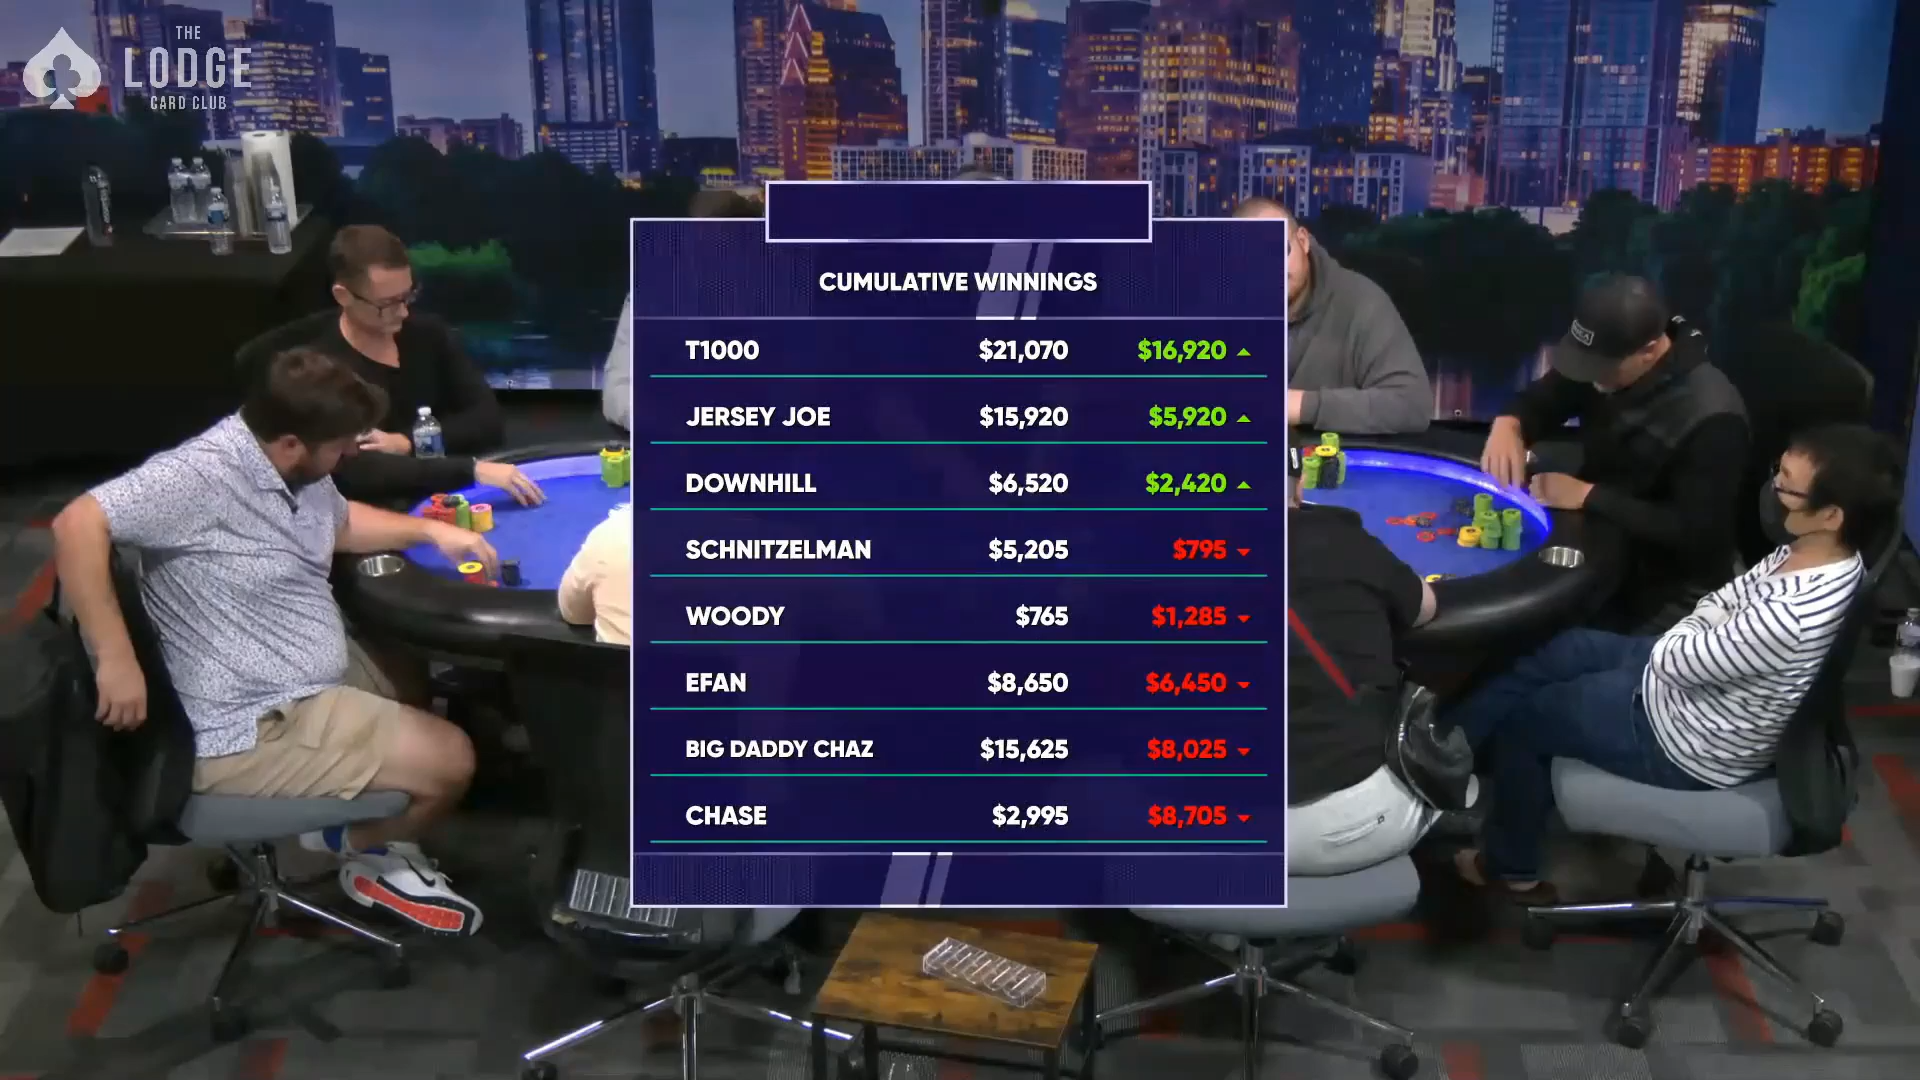 THE
LODGE
CARD CLUB
CUMULATIVE WINNINGS
T1000 $21,070 $16,920
JERSEY JOE $15,920 $5,920
DOWNHILL $6,520 $2,420
SCHNITZELMAN $5,205 $795
WOODY $765 $1,285
EFAN $8,650 $6,450
BIG DADDY CHAZ $15,625 $8,025
CHASE $2,995 $8,705